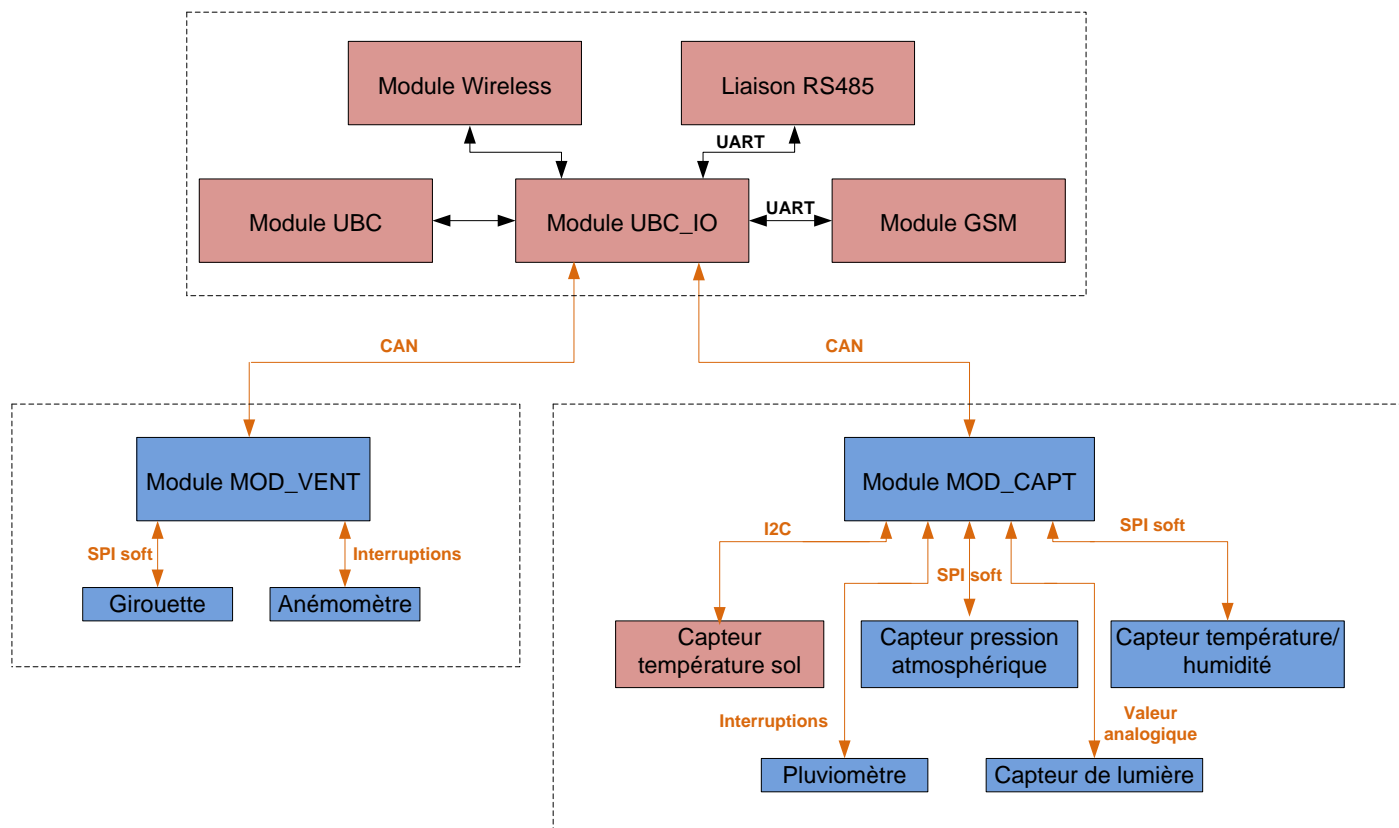 Module Wireless
Liaison RS485
UART
Module UBC
Module UBC_IO
UART
Module GSM
CAN
CAN
Module MOD_VENT
Module MOD_CAPT
SPI soft
Interruptions
I2C
SPI soft
SPI soft
Girouette
Anémomètre
Capteur
température sol
Capteur pression
atmosphérique
Capteur température/
humidité
Interruptions
Valeur
analogique
Pluviomètre
Capteur de lumière